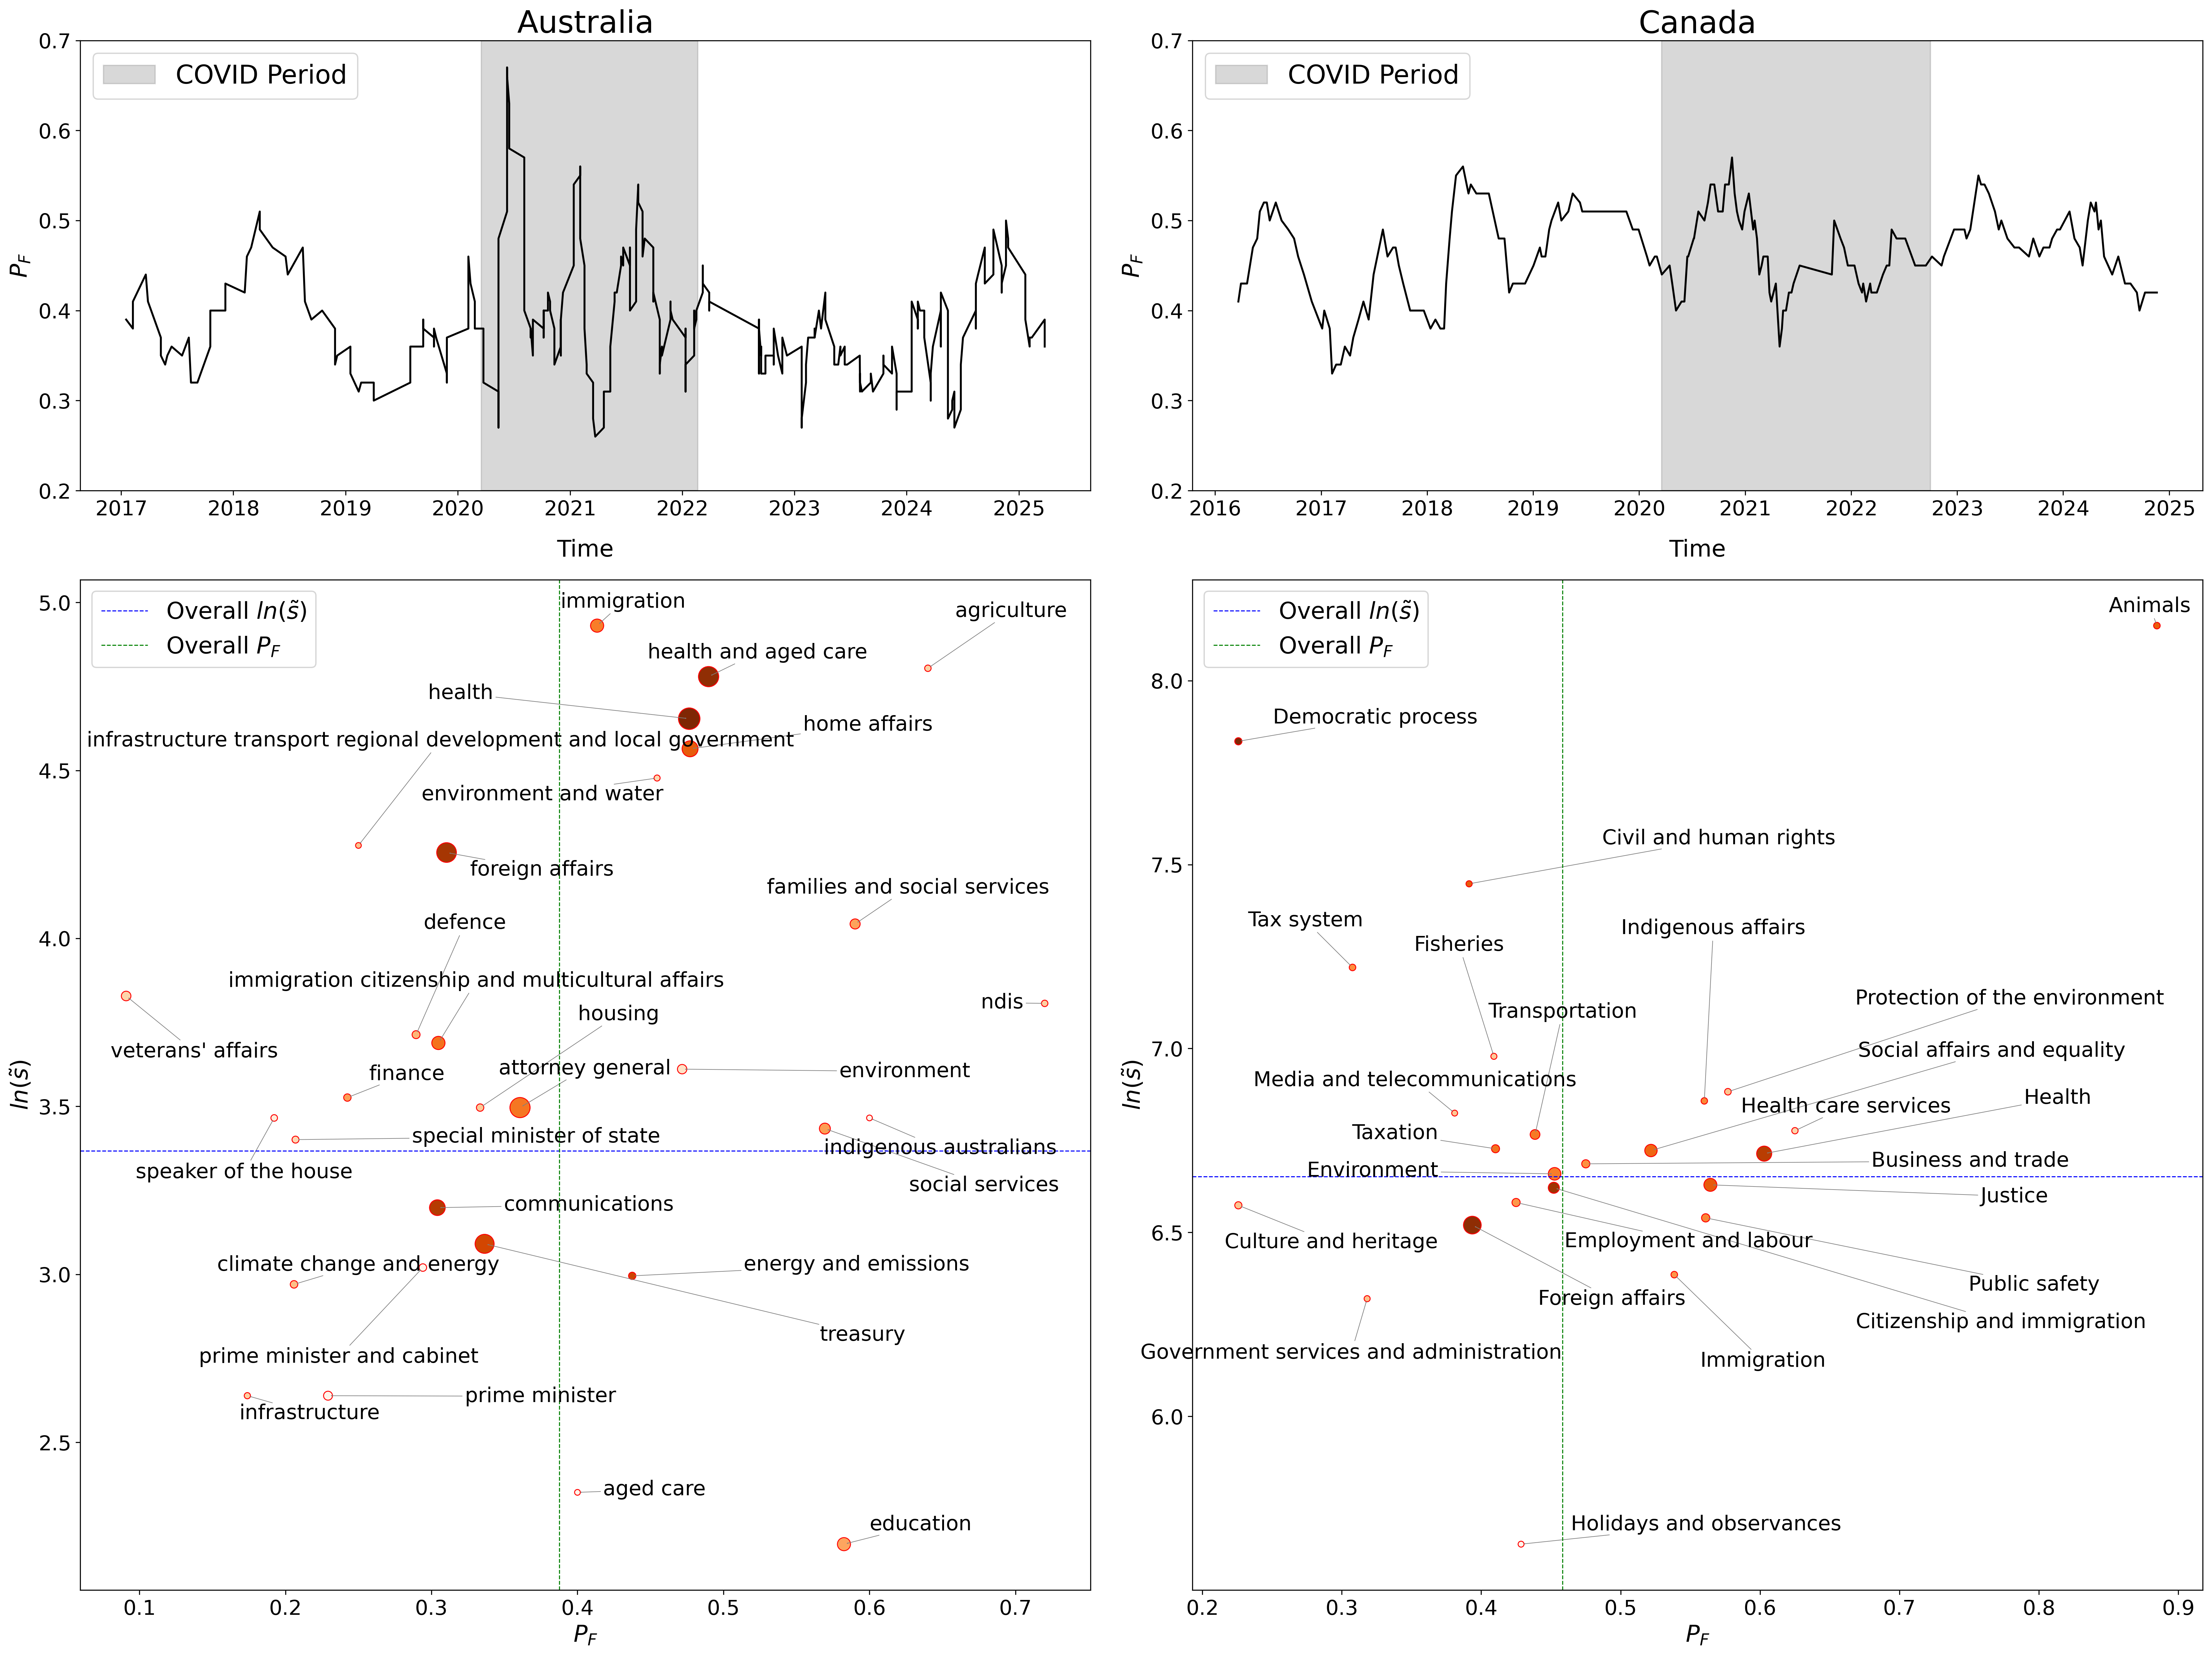 Australia
COVID Period
0.7
0.6
0.5
0.4
0.3
0.2
P_F
2017 2018 2019 2020 2021 2022 2023 2024 2025
Time
Canada
COVID Period
0.7
0.6
0.5
0.4
0.3
0.2
P_F
2016 2017 2018 2019 2020 2021 2022 2023 2024 2025
Time
Overall ln(s̃)
Overall P_F
5.0
4.5
4.0
3.5
3.0
2.5
ln(s̃)
immigration
agriculture
health and aged care
health
home affairs
infrastructure transport regional development and local government
environment and water
foreign affairs
families and social services
defence
immigration citizenship and multicultural affairs
ndis
housing
veterans' affairs
attorney general
environment
finance
special minister of state
indigenous australians
speaker of the house
social services
communications
climate change and energy
energy and emissions
treasury
prime minister and cabinet
prime minister
infrastructure
aged care
education
0.1 0.2 0.3 0.4 0.5 0.6 0.7
P_F
Overall ln(s̃)
Overall P_F
8.0
7.5
7.0
6.5
6.0
ln(s̃)
Animals
Democratic process
Civil and human rights
Tax system
Indigenous affairs
Fisheries
Protection of the environment
Transportation
Social affairs and equality
Media and telecommunications
Health
Health care services
Taxation
Business and trade
Environment
Justice
Culture and heritage
Employment and labour
Public safety
Foreign affairs
Citizenship and immigration
Government services and administration
Immigration
Holidays and observances
0.2 0.3 0.4 0.5 0.6 0.7 0.8 0.9
P_F